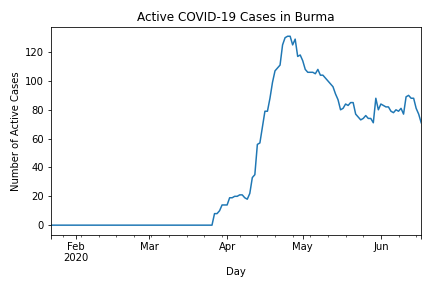 Active COVID-19 Cases in Burma
Number of Active Cases
120
100
80
60
40
20
0
Feb Mar Apr May Jun
2020
Day